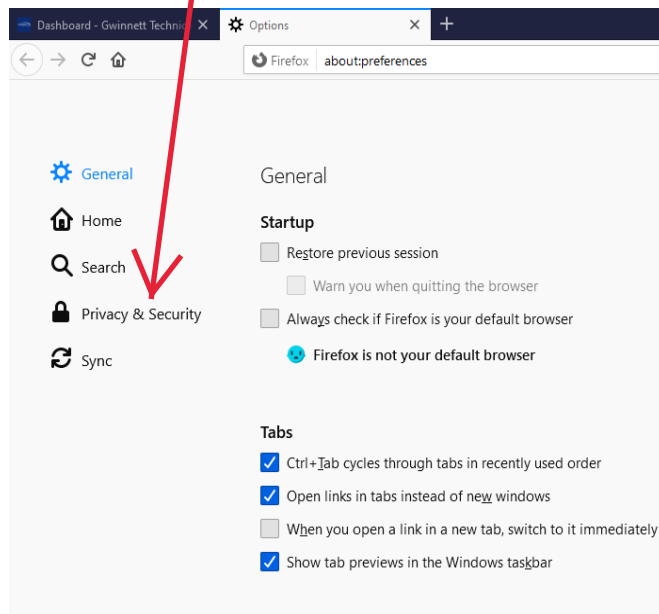 Dashboard - Gwinnett Technic
Options
Firefox about:preferences
General
Home
Search
Privacy & Security
Sync
General
Startup
Restore previous session
Warn you when quitting the browser
Always check if Firefox is your default browser
Firefox is not your default browser
Tabs
Ctrl+Tab cycles through tabs in recently used order
Open links in tabs instead of new windows
When you open a link in a new tab, switch to it immediately
Show tab previews in the Windows taskbar